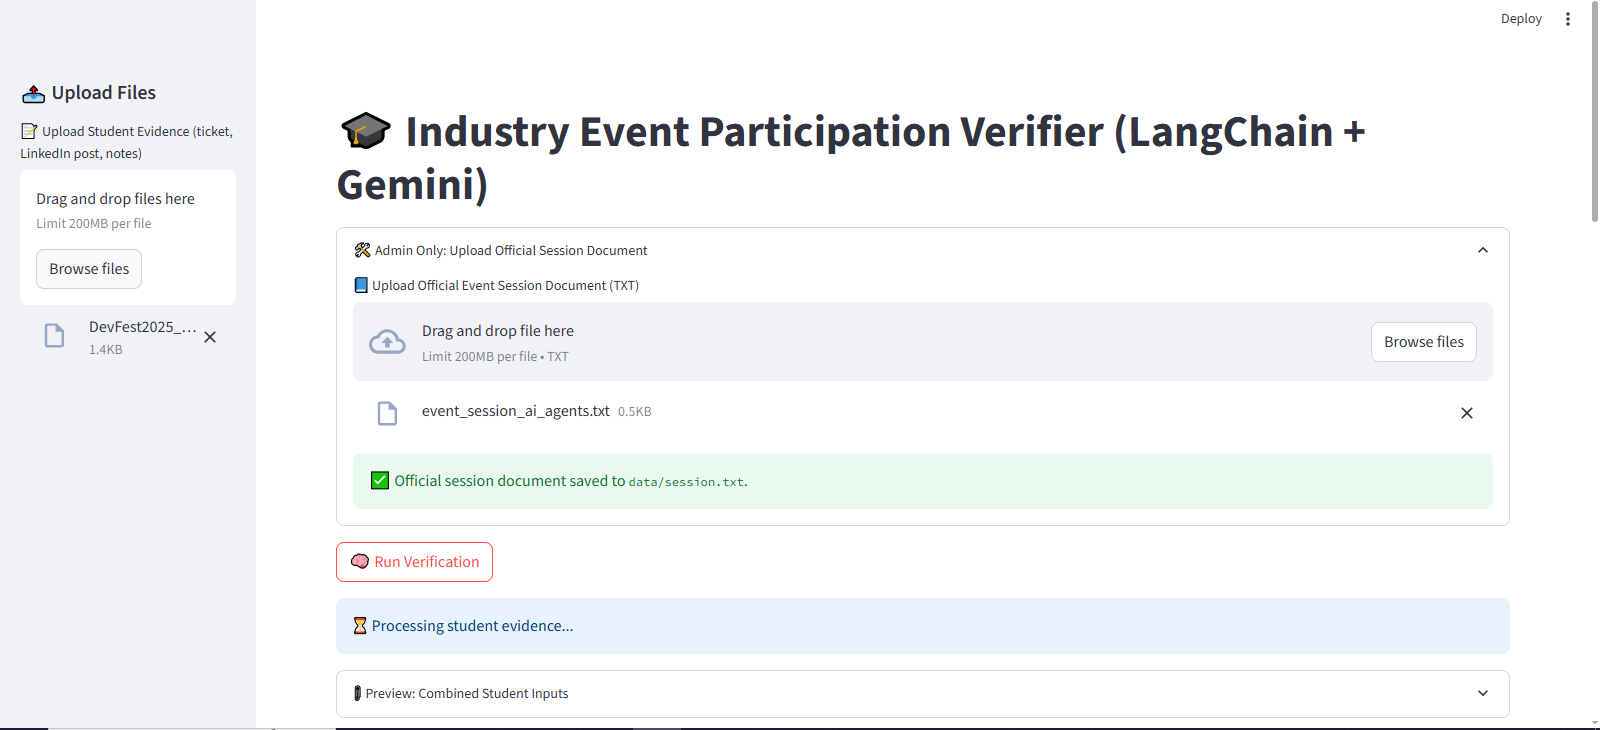 Deploy
Upload Files
Upload Student Evidence (ticket,
LinkedIn post, notes)
Drag and drop files here
Limit 200MB per file
Browse files
DevFest2025_...
1.4KB
Industry Event Participation Verifier (LangChain +
Gemini)
Admin Only: Upload Official Session Document
Upload Official Event Session Document (TXT)
Drag and drop file here
Limit 200MB per file • TXT
Browse files
event_session_ai_agents.txt 0.5KB
Official session document saved to data/session.txt.
Run Verification
Processing student evidence...
Preview: Combined Student Inputs